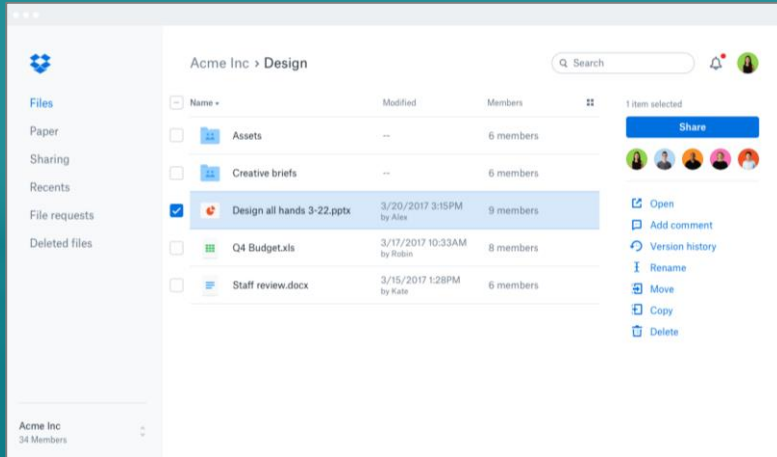 Acme Inc › Design
Search
Files
Paper
Sharing
Recents
File requests
Deleted files
Acme Inc
34 Members
Name Modified Members
Assets -- 6 members
Creative briefs -- 6 members
Design all hands 3-22.pptx 3/20/2017 3:15PM 9 members
by Alex
Q4 Budget.xls 3/17/2017 10:33AM 8 members
by Robin
Staff review.docx 3/15/2017 1:28PM 6 members
by Kate
1 item selected
Share
Open
Add comment
Version history
Rename
Move
Copy
Delete